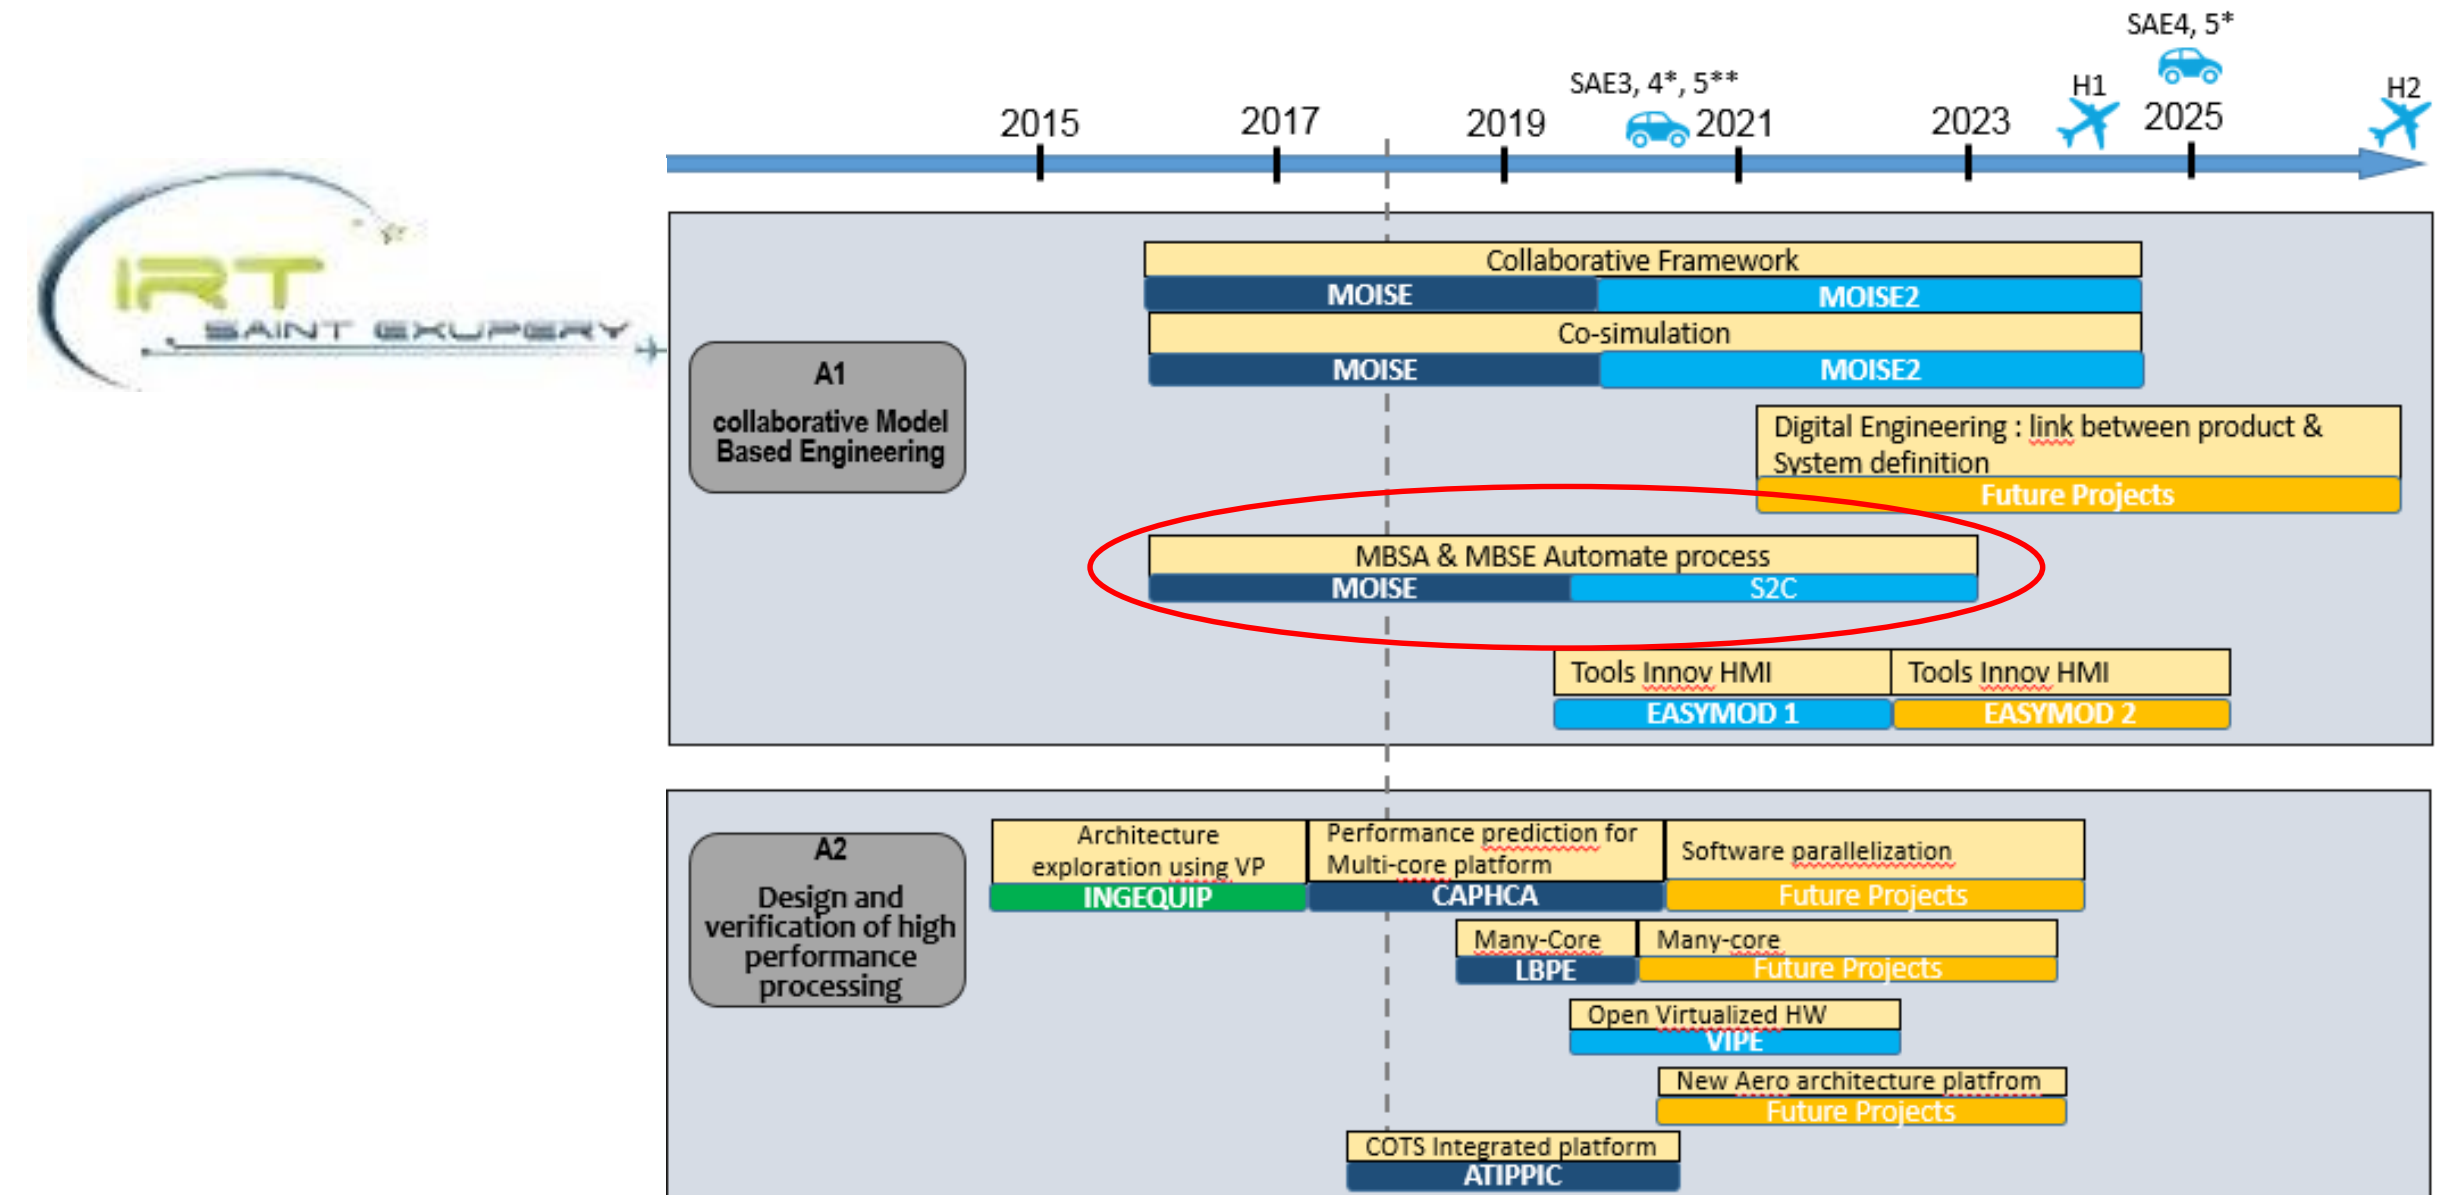 SAE4, 5*
SAE3, 4*, 5**
H1
H2
2015
2017
2019
2021
2023
2025
IRT
SAINT EXUPERY
A1
collaborative Model
Based Engineering
Collaborative Framework
MOISE
MOISE2
Co-simulation
MOISE
MOISE2
Digital Engineering : link between product &
System definition
Future Projects
MBSA & MBSE Automate process
MOISE
S2C
Tools Innov HMI
EASYMOD 1
Tools Innov HMI
EASYMOD 2
A2
Design and
verification of high
performance
processing
Architecture
exploration using VP
INGEQUIP
Performance prediction for
Multi-core platform
CAPHCA
Software parallelization
Future Projects
Many-Core
LBPE
Many-core
Future Projects
Open Virtualized HW
VIPE
New Aero architecture platfrom
Future Projects
COTS Integrated platform
ATIPPIC